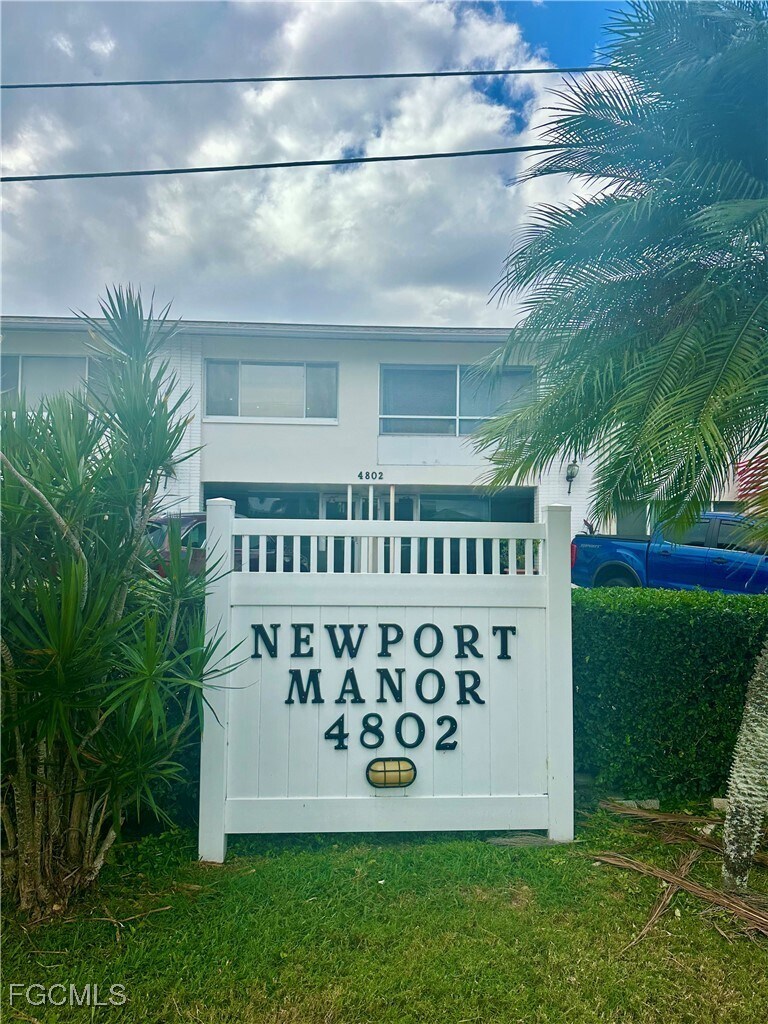 4802
NEWPORT
MANOR
4802
FGCMLS